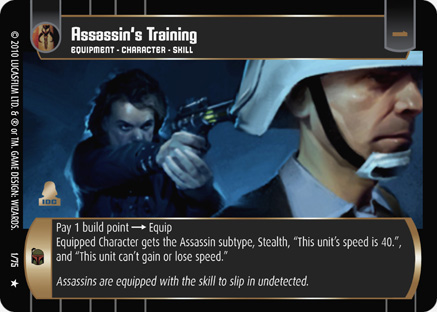 Assassin's Training
EQUIPMENT - CHARACTER - SKILL
IDC
Pay 1 build point → Equip
Equipped Character gets the Assassin subtype, Stealth, "This unit's speed is 40.",
and "This unit can't gain or lose speed."
Assassins are equipped with the skill to slip in undetected.
© 2010 LUCASFILM LTD. & ® or TM. GAME DESIGN: WIZARDS.
1/75